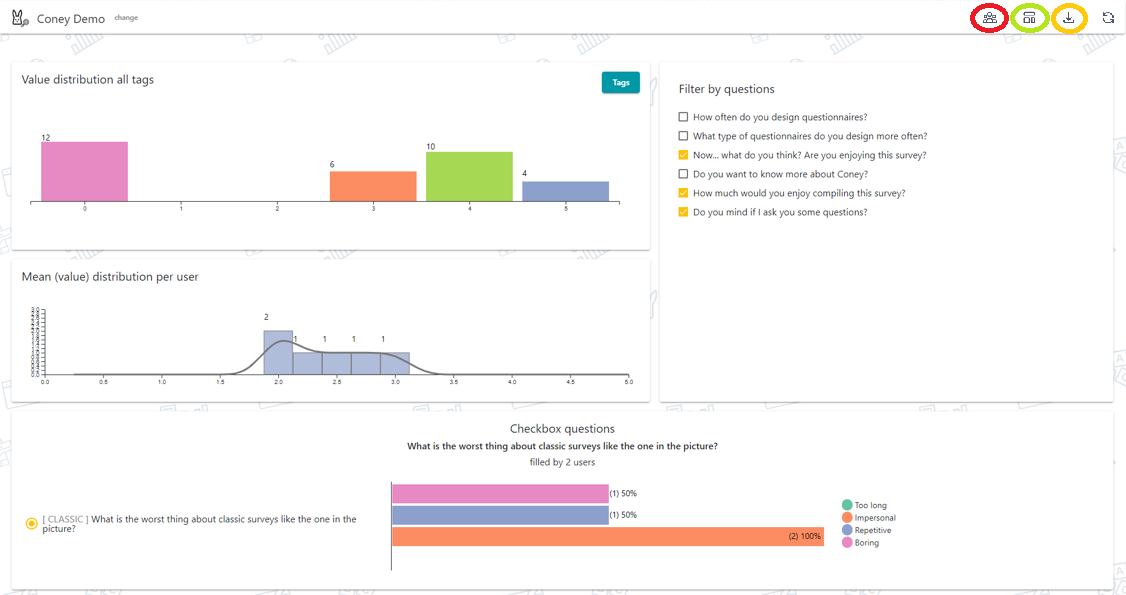 Coney Demo change
Value distribution all tags
Tags
12
6
10
4
0 1 2 3 4 5
Mean (value) distribution per user
3.0
2
1 1 1 1
0.0
0.0 0.5 1.0 1.5 2.0 2.5 3.0 3.5 4.0 4.5 5.0
Filter by questions
How often do you design questionnaires?
What type of questionnaires do you design more often?
Now... what do you think? Are you enjoying this survey?
Do you want to know more about Coney?
How much would you enjoy compiling this survey?
Do you mind if I ask you some questions?
Checkbox questions
What is the worst thing about classic surveys like the one in the picture?
filled by 2 users
[ CLASSIC ] What is the worst thing about classic surveys like the one in the
picture?
(1) 50%
(1) 50%
(2) 100%
Too long
Impersonal
Repetitive
Boring